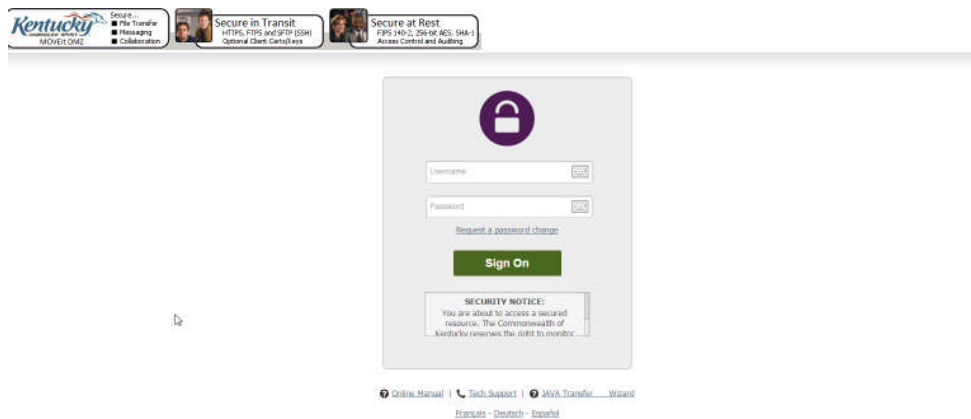 Kentucky
UNBRIDLED SPIRIT
MOVEit DMZ
Secure...
■ File Transfer
■ Messaging
■ Collaboration
Secure in Transit
HTTPS, FTPS and SFTP (SSH)
Optional Client Certs/Keys
Secure at Rest
FIPS 140-2, 256-bit AES, SHA-1
Access Control and Auditing
Username
Password
Request a password change
Sign On
SECURITY NOTICE:
You are about to access a secured
resource. The Commonwealth of
Kentucky reserves the right to monitor
Online Manual | Tech Support | JAVA Transfer Wizard
Français - Deutsch - Español